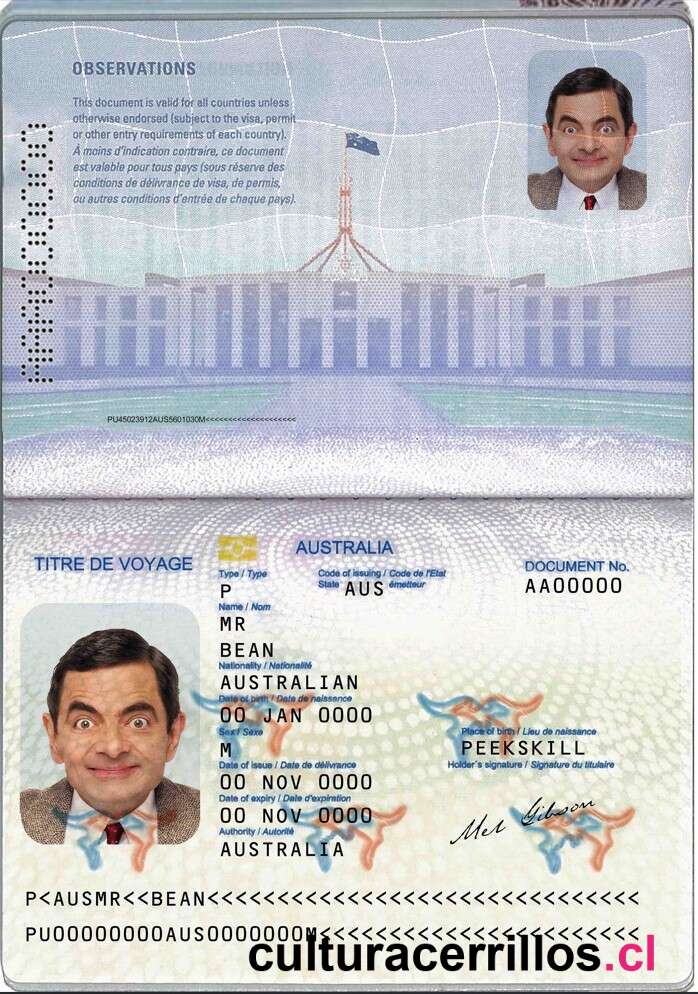 OBSERVATIONS
This document is valid for all countries unless
otherwise endorsed (subject to the visa, permit
or other entry requirements of each country).
À moins d'indication contraire, ce document
est valable pour tous pays (sous réserve des
conditions de délivrance de visa, de permis,
ou autres conditions d'entrée de chaque pays).
PU45023912AUS5601030M<<<<<<<<<<<<<<<<<<<<
TITRE DE VOYAGE
AUSTRALIA
Type / Type
Code of issuing / Code de l'Etat
State émetteur
DOCUMENT No.
P
AUS
AA00000
Name / Nom
MR
BEAN
Nationality / Nationalité
AUSTRALIAN
Date of birth / Date de naissance
00 JAN 0000
Sex / Sexe
Place of birth / Lieu de naissance
M
PEEKSKILL
Date of issue / Date de délivrance
Holder's signature / Signature du titulaire
00 NOV 0000
Date of expiry / Date d'expiration
00 NOV 0000
Mel Gibson
Authority / Autorité
AUSTRALIA
P<AUSMR<<BEAN<<<<<<<<<<<<<<<<<<<<<<<<<<<<<<<
PU00000000AUS0000000M<<<<<<<<<<<<<<<<<<<<<<<
culturacerrillos.cl